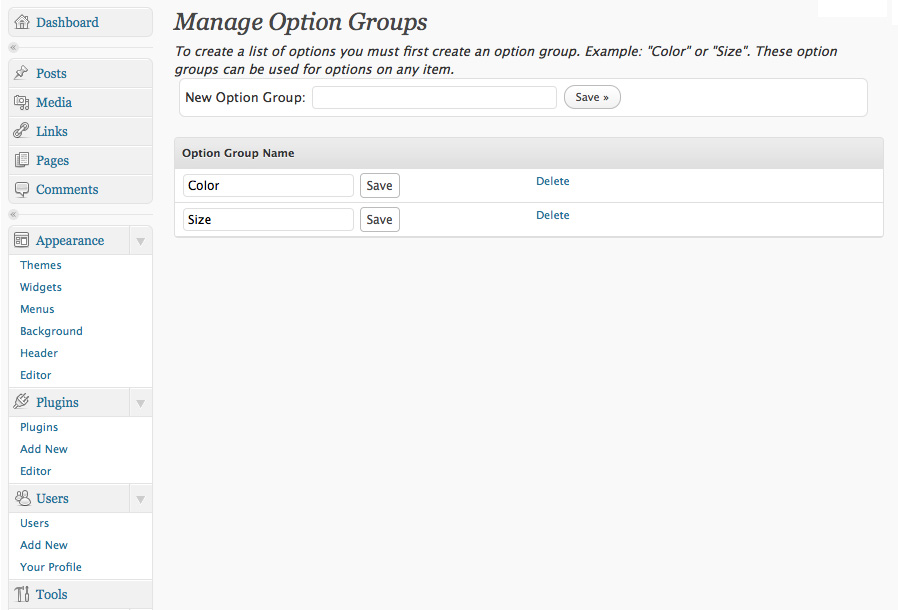 Dashboard
Posts
Media
Links
Pages
Comments
Appearance
Themes
Widgets
Menus
Background
Header
Editor
Plugins
Plugins
Add New
Editor
Users
Users
Add New
Your Profile
Tools
Manage Option Groups
To create a list of options you must first create an option group. Example: "Color" or "Size". These option
groups can be used for options on any item.
New Option Group: Save »
Option Group Name
Color Save Delete
Size Save Delete